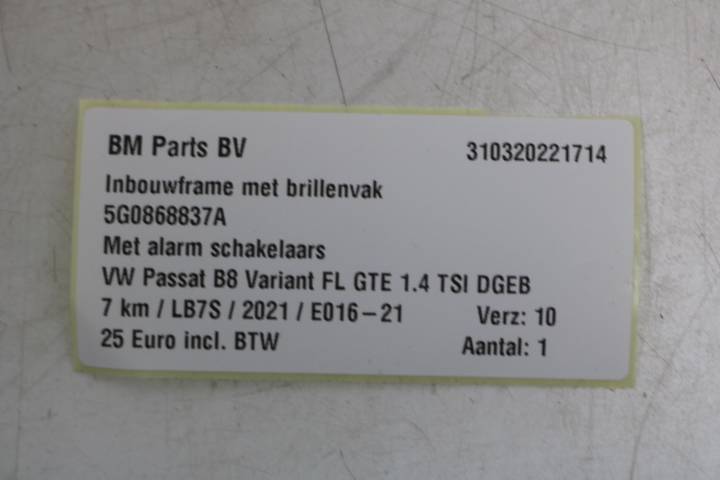 BM Parts BV 310320221714
Inbouwframe met brillenvak
5G0868837A
Met alarm schakelaars
VW Passat B8 Variant FL GTE 1.4 TSI DGEB
7 km / LB7S / 2021 / E016-21 Verz: 10
25 Euro incl. BTW Aantal: 1